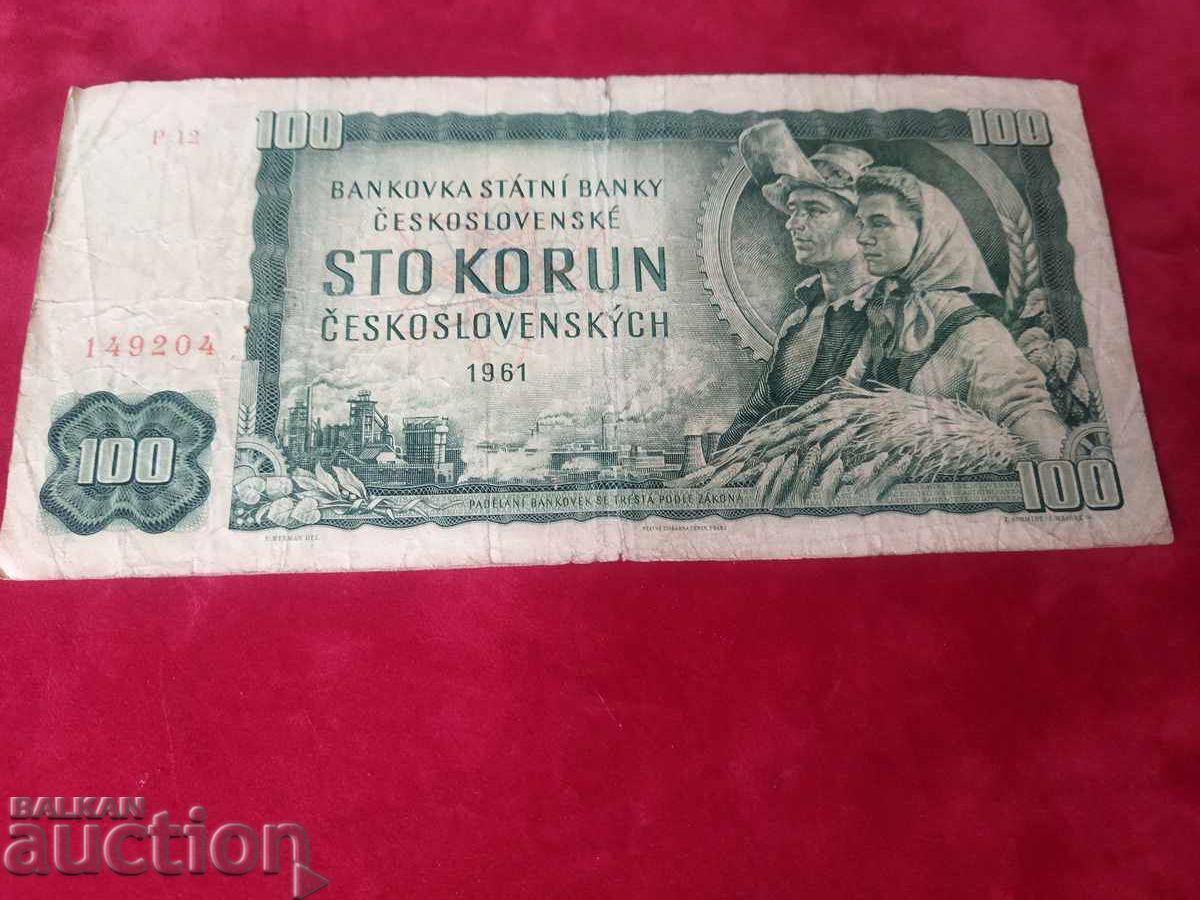 P 12
100
100
BANKOVKA STÁTNÍ BANKY
ČESKOSLOVENSKÉ
STO KORUN
ČESKOSLOVENSKÝCH
1961
149204
100
100
PADĚLÁNÍ BANKOVEK SE TRESTÁ PODLE ZÁKONA
BALKAN
auction